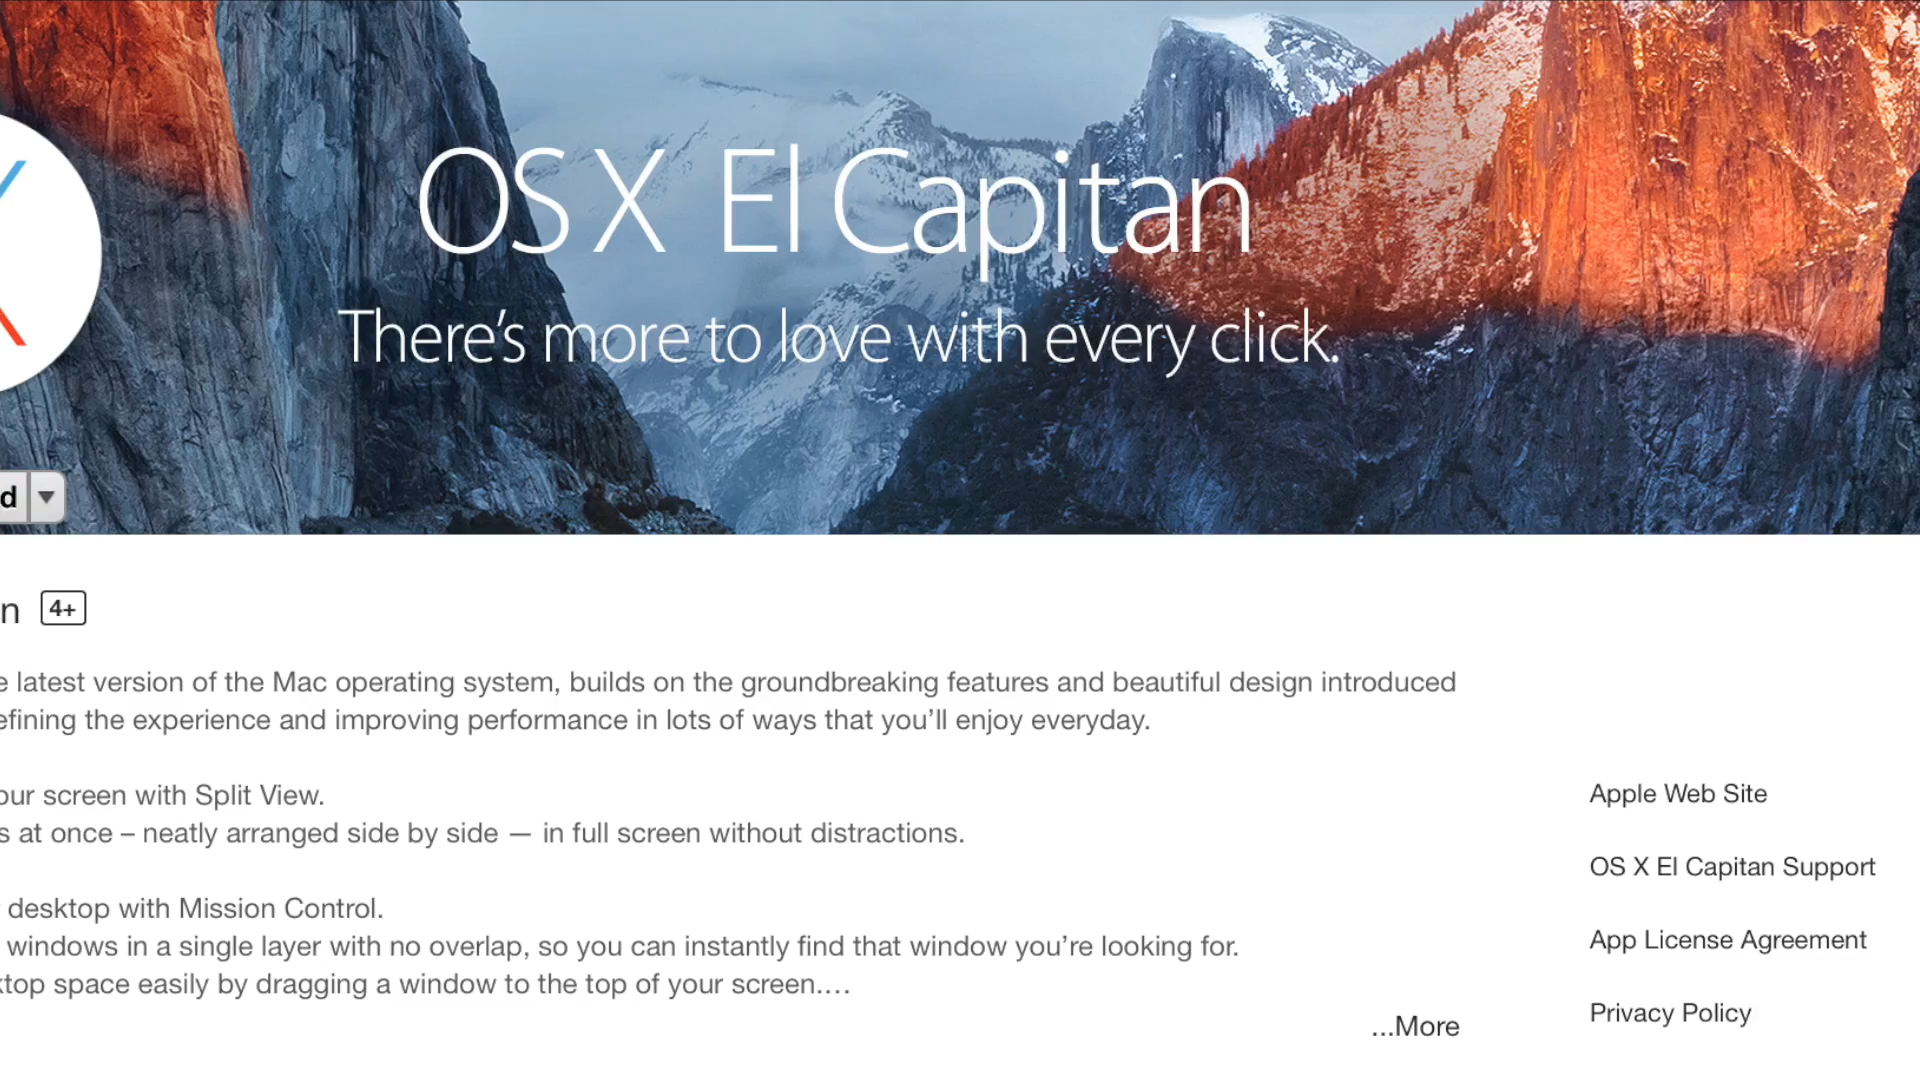 OS X El Capitan
There's more to love with every click.
d
n 4+
e latest version of the Mac operating system, builds on the groundbreaking features and beautiful design introduced
efining the experience and improving performance in lots of ways that you'll enjoy everyday.
our screen with Split View.
s at once – neatly arranged side by side — in full screen without distractions.
desktop with Mission Control.
windows in a single layer with no overlap, so you can instantly find that window you're looking for.
ktop space easily by dragging a window to the top of your screen....
...More
Apple Web Site
OS X El Capitan Support
App License Agreement
Privacy Policy